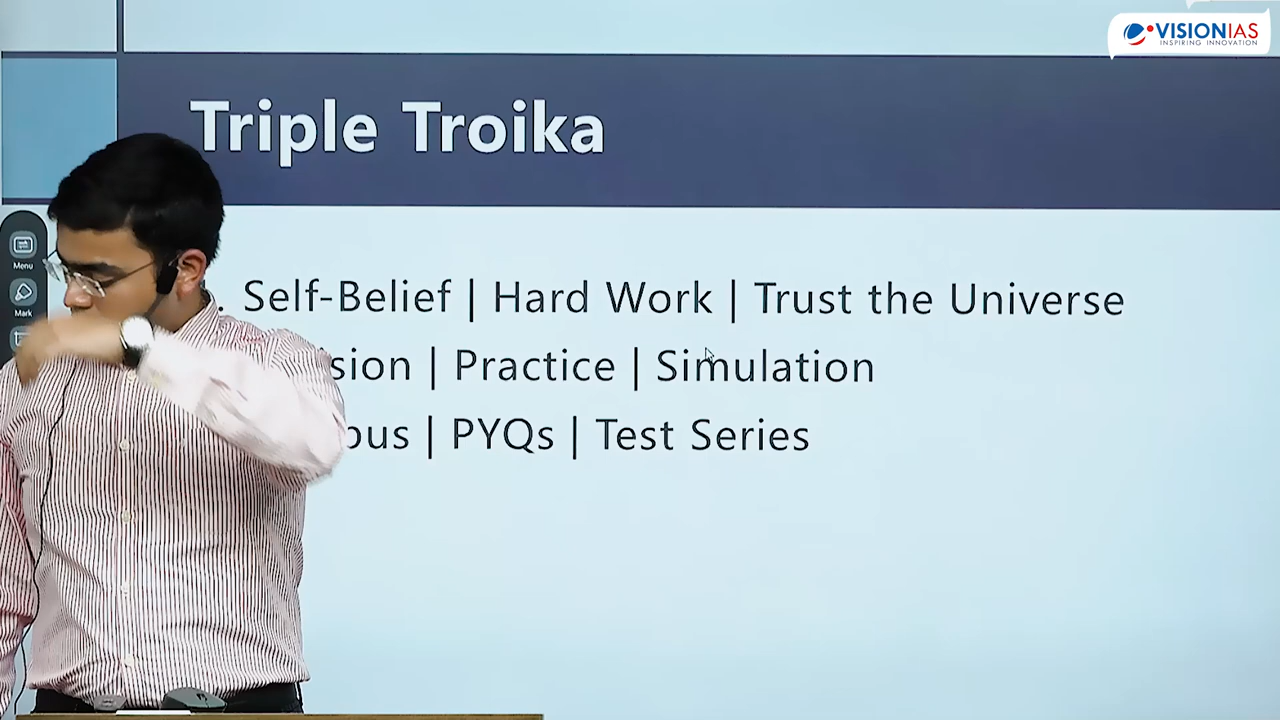 VISIONIAS
INSPIRING INNOVATION
Triple Troika
Menu
Mark
Self-Belief | Hard Work | Trust the Universe
sion | Practice | Simulation
bus | PYQs | Test Series